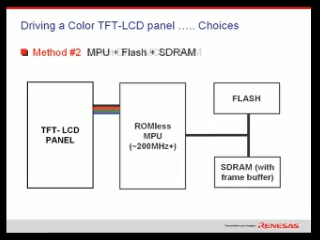 Driving a Color TFT-LCD panel ..... Choices
Method #2 MPU + Flash + SDRAM
TFT- LCD
PANEL
ROMless
MPU
(~200MHz+)
FLASH
SDRAM (with
frame buffer)
RENESAS